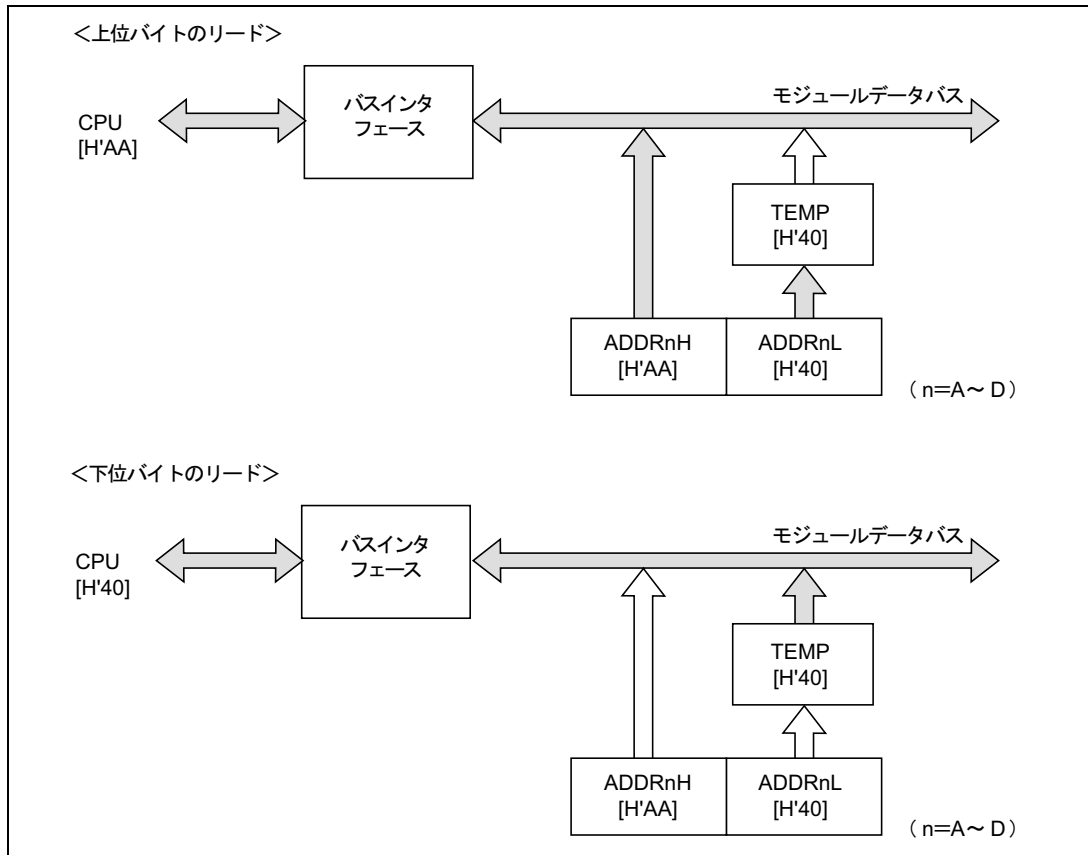 ＜上位バイトのリード＞
バスインタ
フェース
モジュールデータバス
CPU
[H'AA]
TEMP
[H'40]
ADDRnH
[H'AA]
ADDRnL
[H'40]
（ n＝A～ D ）
＜下位バイトのリード＞
バスインタ
フェース
モジュールデータバス
CPU
[H'40]
TEMP
[H'40]
ADDRnH
[H'AA]
ADDRnL
[H'40]
（ n＝A～ D ）